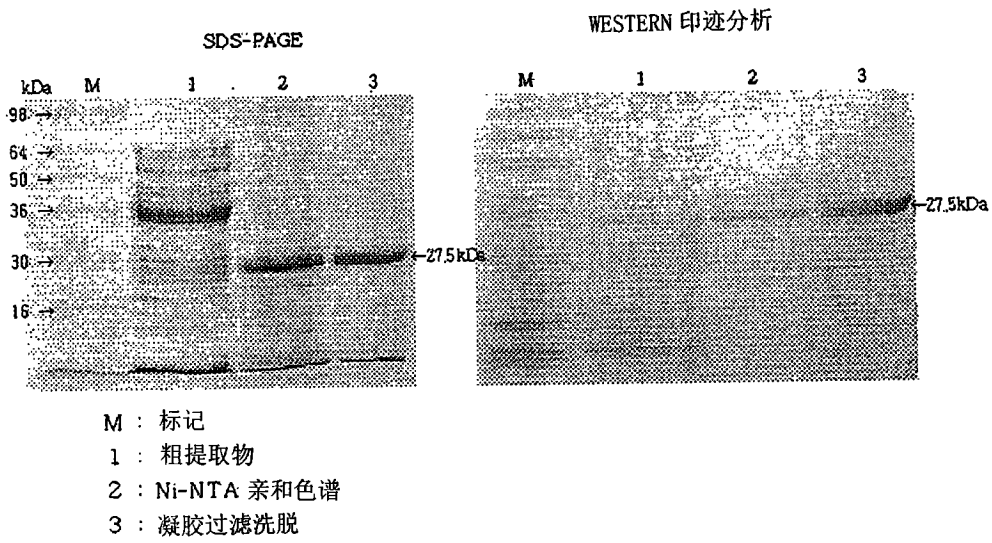 WESTERN 印迹分析
SDS-PAGE
kDa M 1 2 3
M 1 2 3
98 →
64 →
50 →
36 →
30 →
16 →
←27.5kDa
←27.5kDa
M : 标记
1 : 粗提取物
2 : Ni-NTA 亲和色谱
3 : 凝胶过滤洗脱